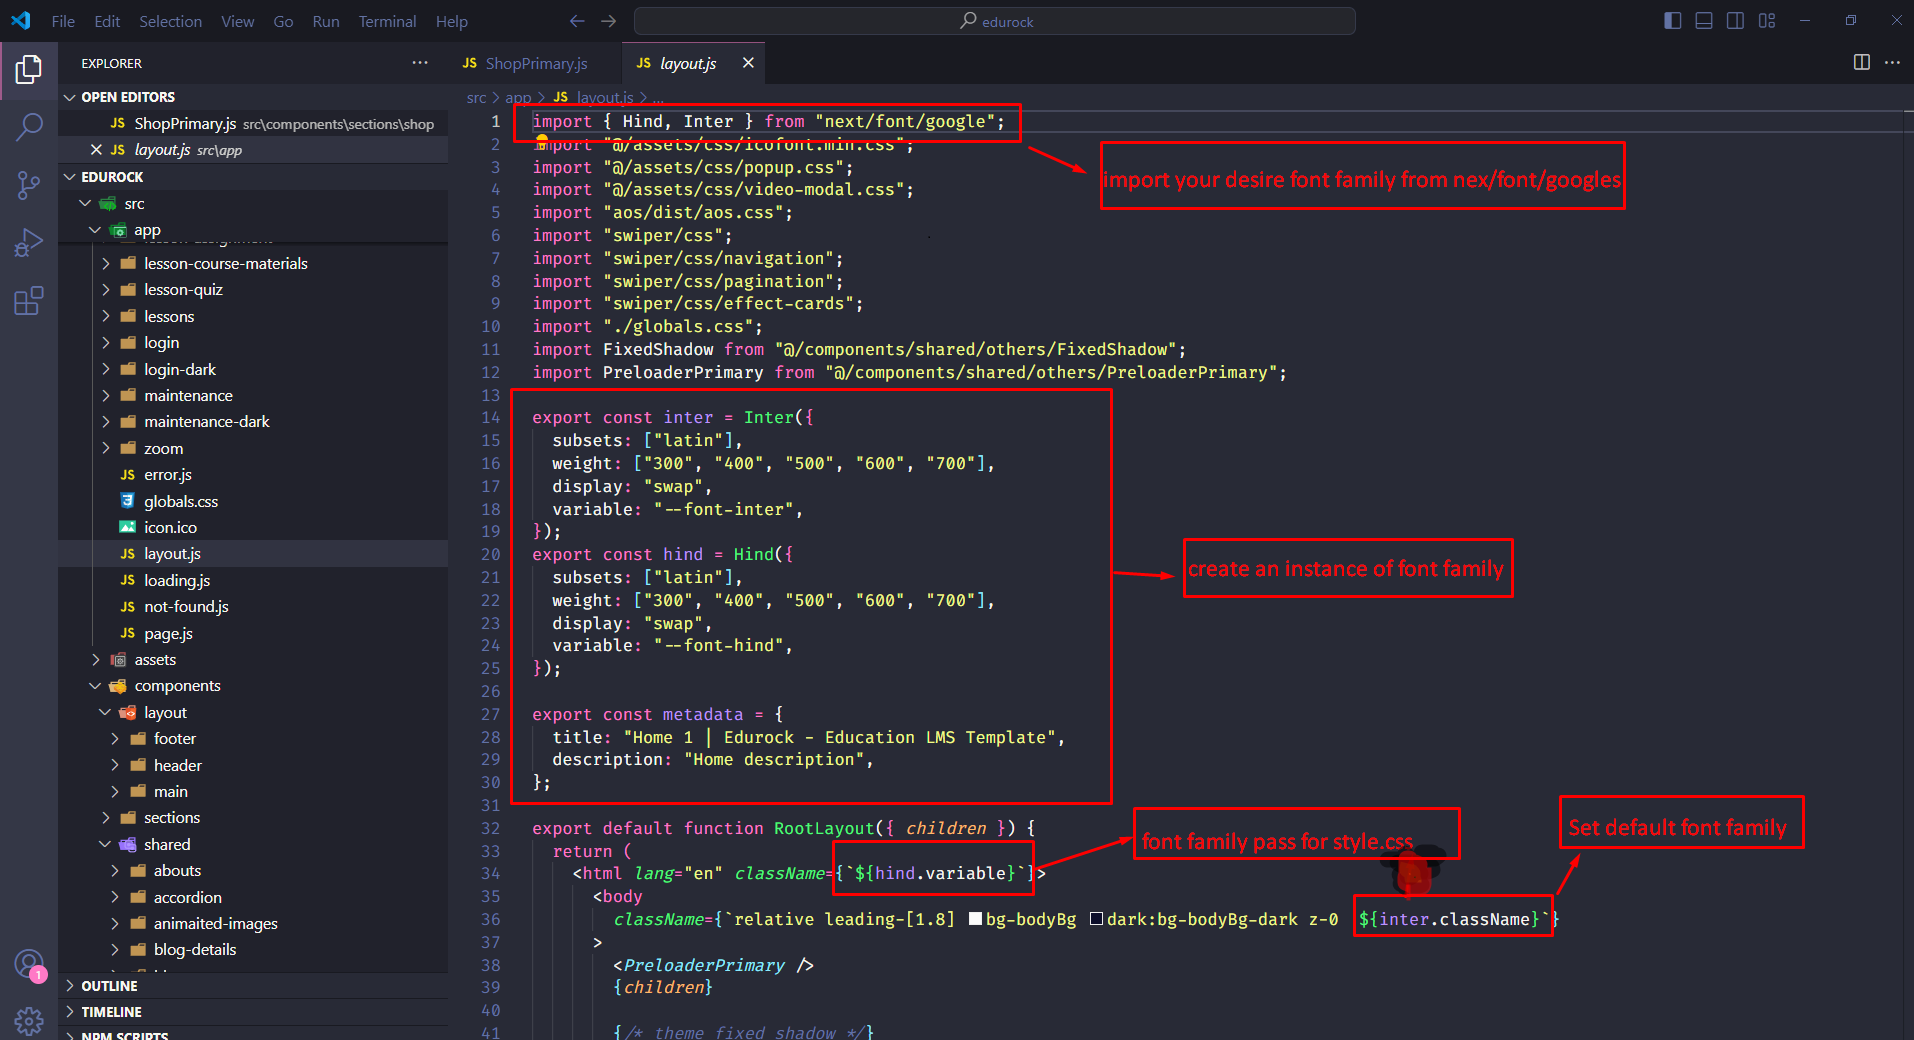 File Edit Selection View Go Run Terminal Help
edurock
EXPLORER
OPEN EDITORS
JS ShopPrimary.js src\components\sections\shop
JS layout.js src\app
EDUROCK
src
app
lesson-assignment
lesson-course-materials
lesson-quiz
lessons
login
login-dark
maintenance
maintenance-dark
zoom
JS error.js
globals.css
icon.ico
JS layout.js
JS loading.js
JS not-found.js
JS page.js
assets
components
layout
footer
header
main
sections
shared
abouts
accordion
animaited-images
blog-details
OUTLINE
TIMELINE
NPM SCRIPTS
1
JS ShopPrimary.js
JS layout.js
src > app > JS layout.js > ...
1 import { Hind, Inter } from "next/font/google";
2 import "@/assets/css/icofont.min.css";
3 import "@/assets/css/popup.css";
4 import "@/assets/css/video-modal.css";
5 import "aos/dist/aos.css";
6 import "swiper/css";
7 import "swiper/css/navigation";
8 import "swiper/css/pagination";
9 import "swiper/css/effect-cards";
10 import "./globals.css";
11 import FixedShadow from "@/components/shared/others/FixedShadow";
12 import PreloaderPrimary from "@/components/shared/others/PreloaderPrimary";
13
14 export const inter = Inter({
15 subsets: ["latin"],
16 weight: ["300", "400", "500", "600", "700"],
17 display: "swap",
18 variable: "--font-inter",
19 });
20 export const hind = Hind({
21 subsets: ["latin"],
22 weight: ["300", "400", "500", "600", "700"],
23 display: "swap",
24 variable: "--font-hind",
25 });
26
27 export const metadata = {
28 title: "Home 1 | Edurock - Education LMS Template",
29 description: "Home description",
30 };
31
32 export default function RootLayout({ children }) {
33 return (
34 <html lang="en" className={`${hind.variable}`}>
35 <body
36 className={`relative leading-[1.8] bg-bodyBg dark:bg-bodyBg-dark z-0 ${inter.className}`}
37 >
38 <PreloaderPrimary />
39 {children}
40
41 {/* theme fixed shadow */}
import your desire font family from nex/font/googles
create an instance of font family
font family pass for style.css
Set default font family